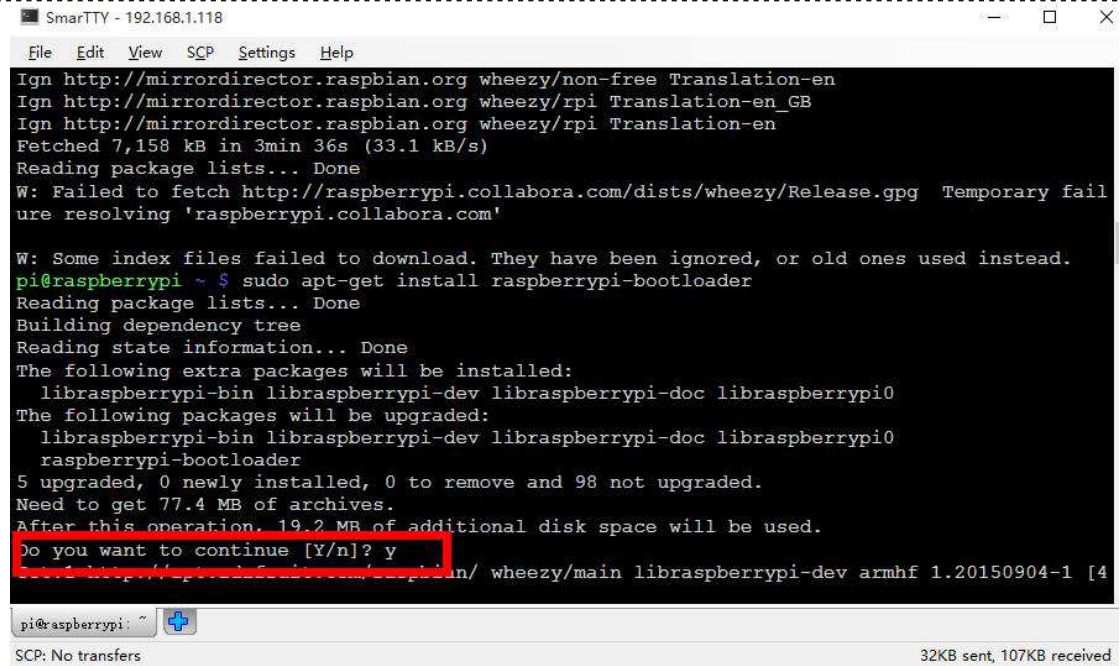 SmarTTY - 192.168.1.118
File Edit View SCP Settings Help
Ign http://mirrordirector.raspbian.org wheezy/non-free Translation-en
Ign http://mirrordirector.raspbian.org wheezy/rpi Translation-en_GB
Ign http://mirrordirector.raspbian.org wheezy/rpi Translation-en
Fetched 7,158 kB in 3min 36s (33.1 kB/s)
Reading package lists... Done
W: Failed to fetch http://raspberrypi.collabora.com/dists/wheezy/Release.gpg Temporary fail
ure resolving 'raspberrypi.collabora.com'
W: Some index files failed to download. They have been ignored, or old ones used instead.
pi@raspberrypi ~ $ sudo apt-get install raspberrypi-bootloader
Reading package lists... Done
Building dependency tree
Reading state information... Done
The following extra packages will be installed:
libraspberrypi-bin libraspberrypi-dev libraspberrypi-doc libraspberrypi0
The following packages will be upgraded:
libraspberrypi-bin libraspberrypi-dev libraspberrypi-doc libraspberrypi0
raspberrypi-bootloader
5 upgraded, 0 newly installed, 0 to remove and 98 not upgraded.
Need to get 77.4 MB of archives.
After this operation, 19.2 MB of additional disk space will be used.
Do you want to continue [Y/n]? y
wheezy/main libraspberrypi-dev armhf 1.20150904-1 [4
pi@raspberrypi: ~
SCP: No transfers 32KB sent, 107KB received